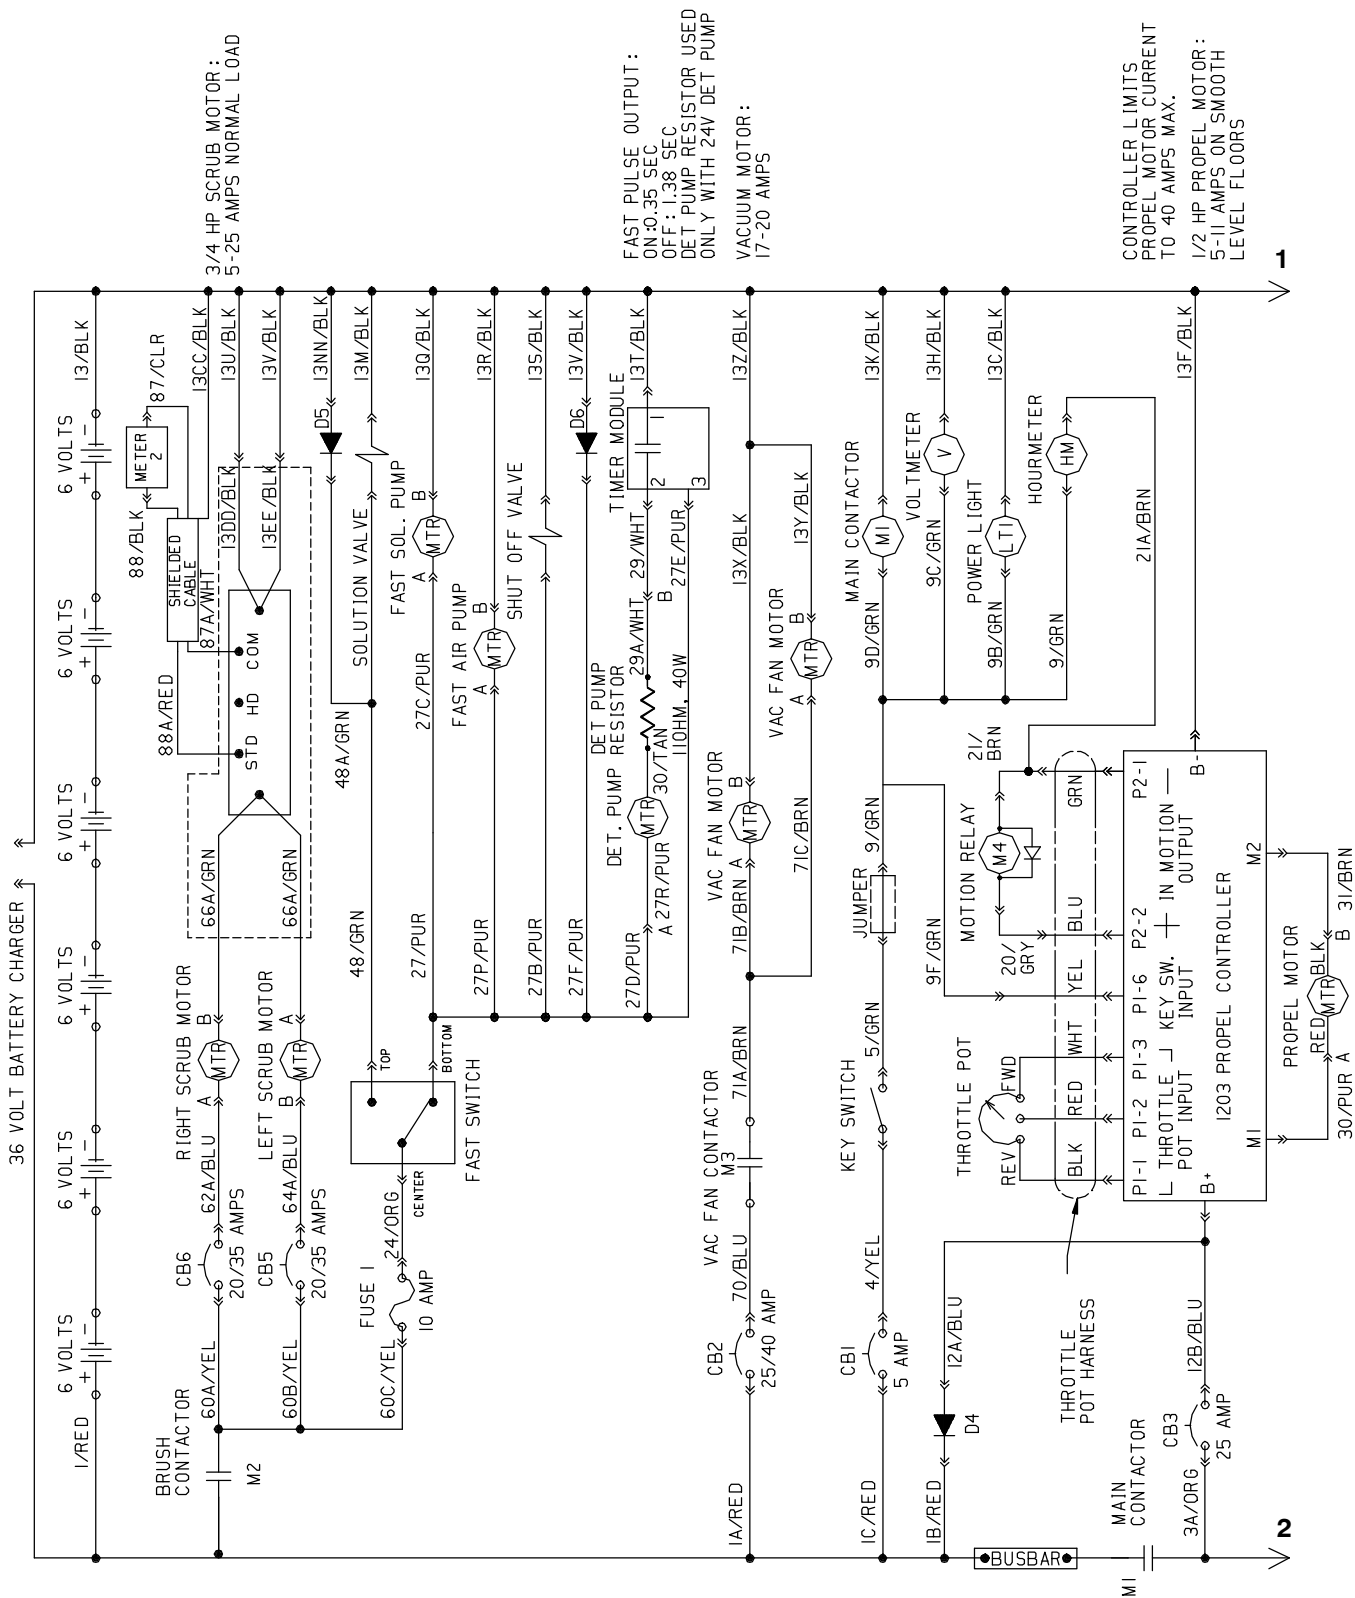 36 VOLT BATTERY CHARGER
1/RED
6 VOLTS
+ -
6 VOLTS
+ -
6 VOLTS
+ -
6 VOLTS
+ -
6 VOLTS
+ -
6 VOLTS
+ -
13/BLK
METER
2
87/CLR
88/BLK
SHIELDED
CABLE
87A/WHT
88A/RED
13CC/BLK
3/4 HP SCRUB MOTOR:
5-25 AMPS NORMAL LOAD
BRUSH
CONTACTOR
M2
60A/YEL
CB6
20/35 AMPS
62A/BLU
RIGHT SCRUB MOTOR
A
MTR
B
66A/GRN
STD
HD
COM
13DD/BLK
13U/BLK
60B/YEL
CB5
20/35 AMPS
64A/BLU
LEFT SCRUB MOTOR
B
MTR
A
66A/GRN
13EE/BLK
13V/BLK
60C/YEL
FUSE 1
10 AMP
24/ORG
CENTER
FAST SWITCH
TOP
BOTTOM
48/GRN
48A/GRN
D5
13NN/BLK
SOLUTION VALVE
13M/BLK
27/PUR
27C/PUR
FAST SOL. PUMP
A
MTR
B
13Q/BLK
27P/PUR
FAST AIR PUMP
A
MTR
B
13R/BLK
27B/PUR
SHUT OFF VALVE
13S/BLK
27F/PUR
D6
13V/BLK
27D/PUR
A
27R/PUR
DET. PUMP
MTR
30/TAN
DET PUMP
RESISTOR
11OHM, 40W
29A/WHT
B
29/WHT
27E/PUR
TIMER MODULE
2
1
3
13T/BLK
FAST PULSE OUTPUT:
ON:0.35 SEC
OFF: 1.38 SEC
DET PUMP RESISTOR USED
ONLY WITH 24V DET PUMP
1A/RED
CB2
25/40 AMP
70/BLU
VAC FAN CONTACTOR
M3
71A/BRN
71B/BRN
VAC FAN MOTOR
A
MTR
B
13X/BLK
13Z/BLK
71C/BRN
VAC FAN MOTOR
A
MTR
B
13Y/BLK
VACUUM MOTOR:
17-20 AMPS
1C/RED
CB1
5 AMP
4/YEL
KEY SWITCH
5/GRN
JUMPER
9/GRN
9D/GRN
MAIN CONTACTOR
M1
13K/BLK
9C/GRN
VOLTMETER
V
13H/BLK
9B/GRN
POWER LIGHT
LT1
13C/BLK
9/GRN
HOURMETER
HM
21A/BRN
9F/GRN
1B/RED
D4
12A/BLU
THROTTLE POT
REV
FWD
MOTION RELAY
M4
20/
GRY
21/
BRN
THROTTLE
POT HARNESS
BLK
RED
WHT
YEL
BLU
GRN
P1-1
P1-2
P1-3
P1-6
P2-2
P2-1
THROTTLE
POT INPUT
KEY SW.
INPUT
+ IN MOTION -
OUTPUT
B+
B-
1203 PROPEL CONTROLLER
M1
M2
13F/BLK
CONTROLLER LIMITS
PROPEL MOTOR CURRENT
TO 40 AMPS MAX.
1/2 HP PROPEL MOTOR:
5-11 AMPS ON SMOOTH
LEVEL FLOORS
BUSBAR
M1
MAIN
CONTACTOR
3A/ORG
CB3
25 AMP
12B/BLU
PROPEL MOTOR
30/PUR
A
RED
MTR
BLK
B
31/BRN
1
2